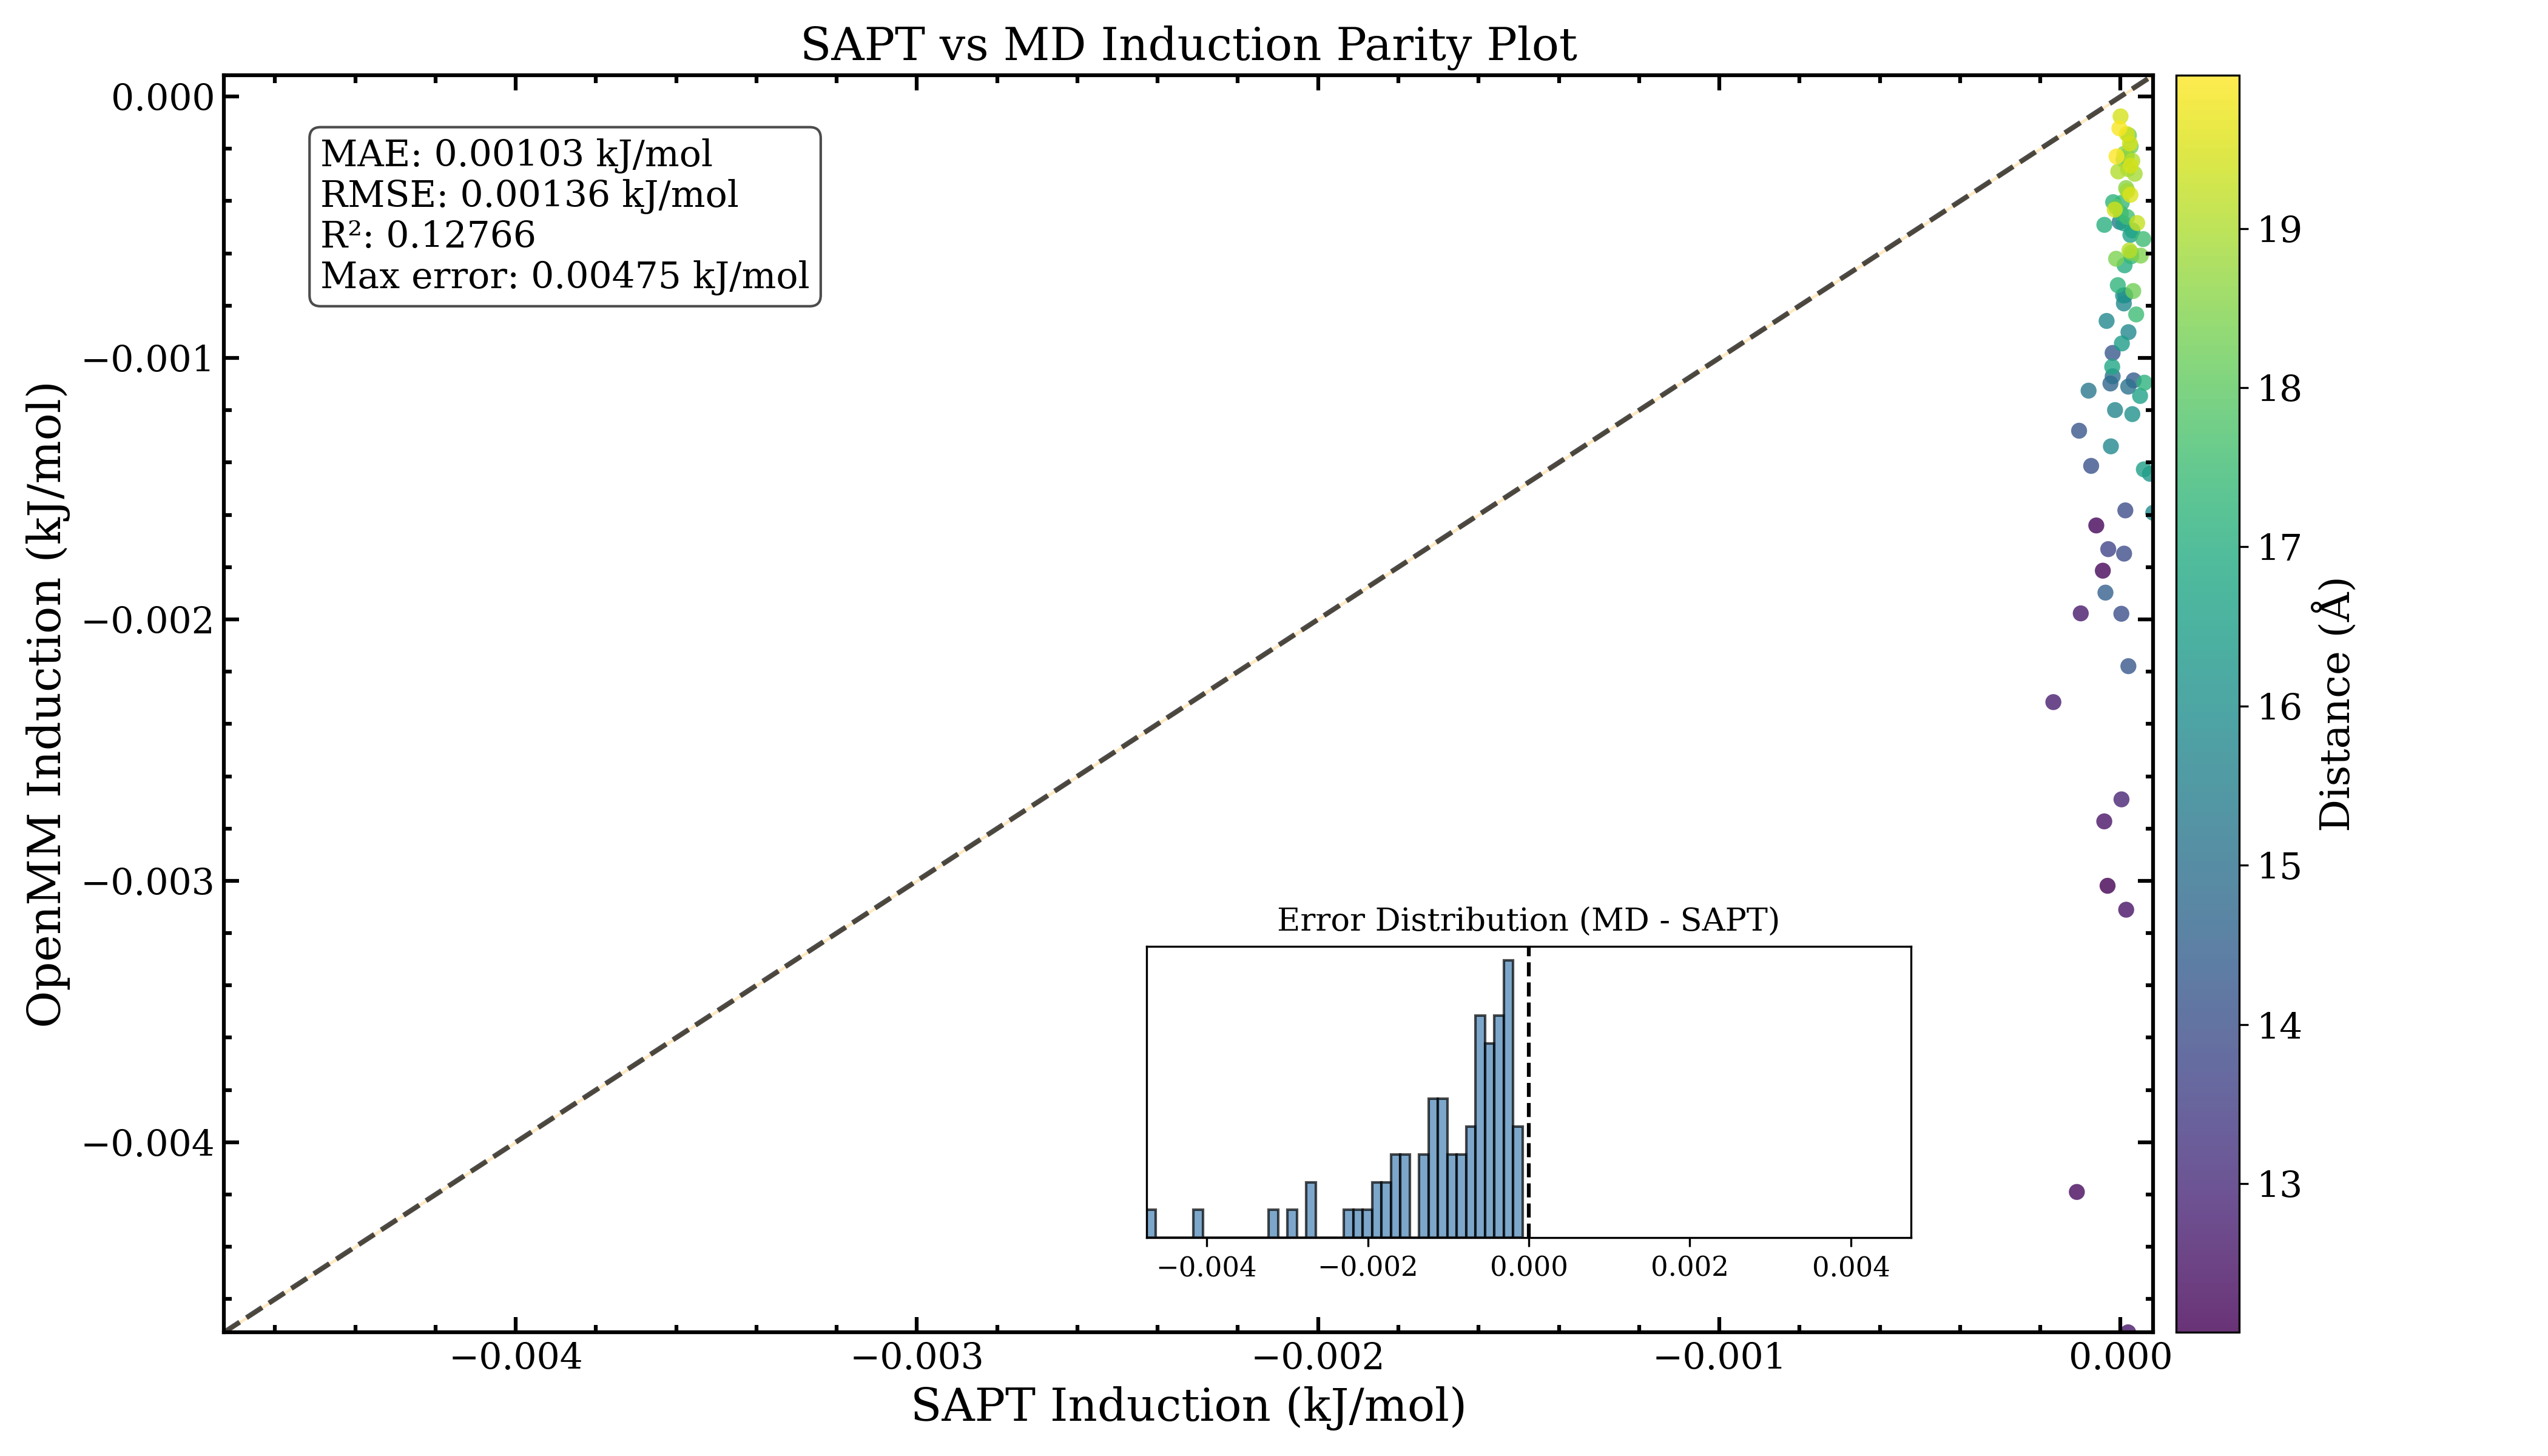 SAPT vs MD Induction Parity Plot
MAE: 0.00103 kJ/mol
RMSE: 0.00136 kJ/mol
R²: 0.12766
Max error: 0.00475 kJ/mol
OpenMM Induction (kJ/mol)
0.000
−0.001
−0.002
−0.003
−0.004
Error Distribution (MD - SAPT)
−0.004 −0.002 0.000 0.002 0.004
−0.004 −0.003 −0.002 −0.001 0.000
SAPT Induction (kJ/mol)
19
18
17
16
15
14
13
Distance (Å)